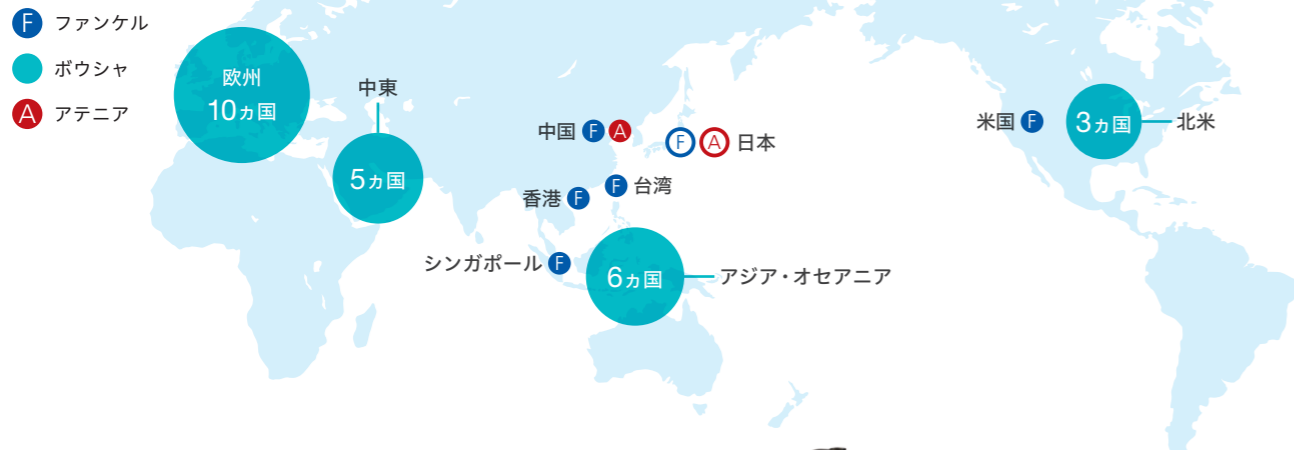 F ファンケル
ボウシャ
A アテニア
欧州
10ヵ国
中東
5ヵ国
中国 F A
F A 日本
香港 F
F 台湾
シンガポール F
6ヵ国 アジア・オセアニア
米国 F
3ヵ国 北米